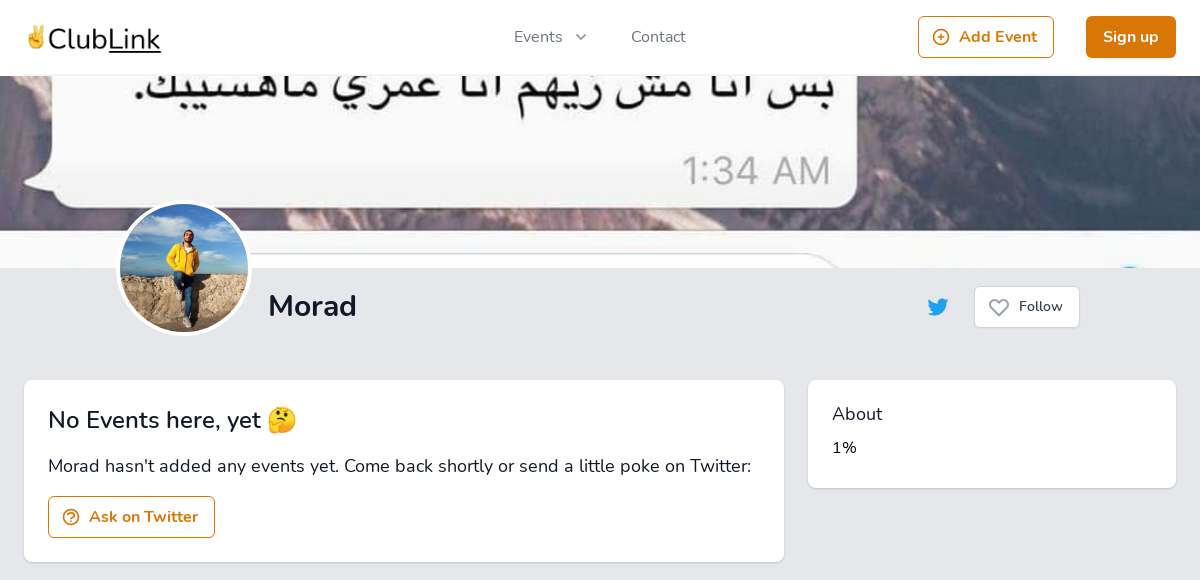 ✌️ClubLink
Events
Contact
Add Event
Sign up
بس انا مش زيهم انا عمري ماهسيبك.
1:34 AM
Morad
Follow
No Events here, yet 🤔
Morad hasn't added any events yet. Come back shortly or send a little poke on Twitter:
Ask on Twitter
About
1%